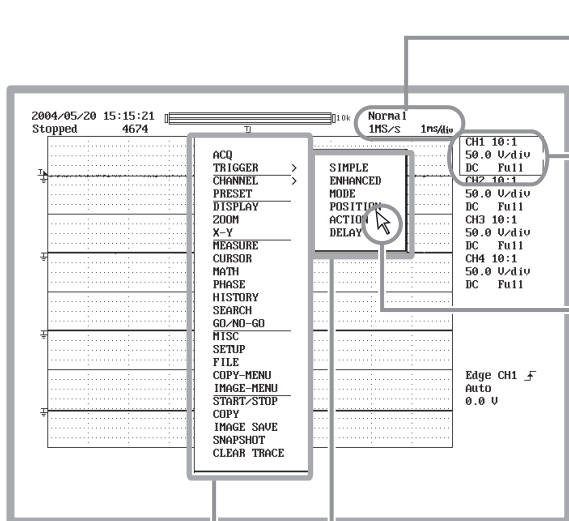 2004/05/20 15:15:21
10k
Normal
Stopped 4674
1MS/s 1ms/div
ACQ
TRIGGER >
CHANNEL >
PRESET
DISPLAY
ZOOM
X-Y
MEASURE
CURSOR
MATH
PHASE
HISTORY
SEARCH
GO/NO-GO
MISC
SETUP
FILE
COPY-MENU
IMAGE-MENU
START/STOP
COPY
IMAGE SAVE
SNAPSHOT
CLEAR TRACE
SIMPLE
ENHANCED
MODE
POSITION
ACTION
DELAY
CH1 10:1
50.0 V/div
DC Full
CH2 10:1
50.0 V/div
DC Full
CH3 10:1
50.0 V/div
DC Full
CH4 10:1
50.0 V/div
DC Full
Edge CH1
Auto
0.0 V